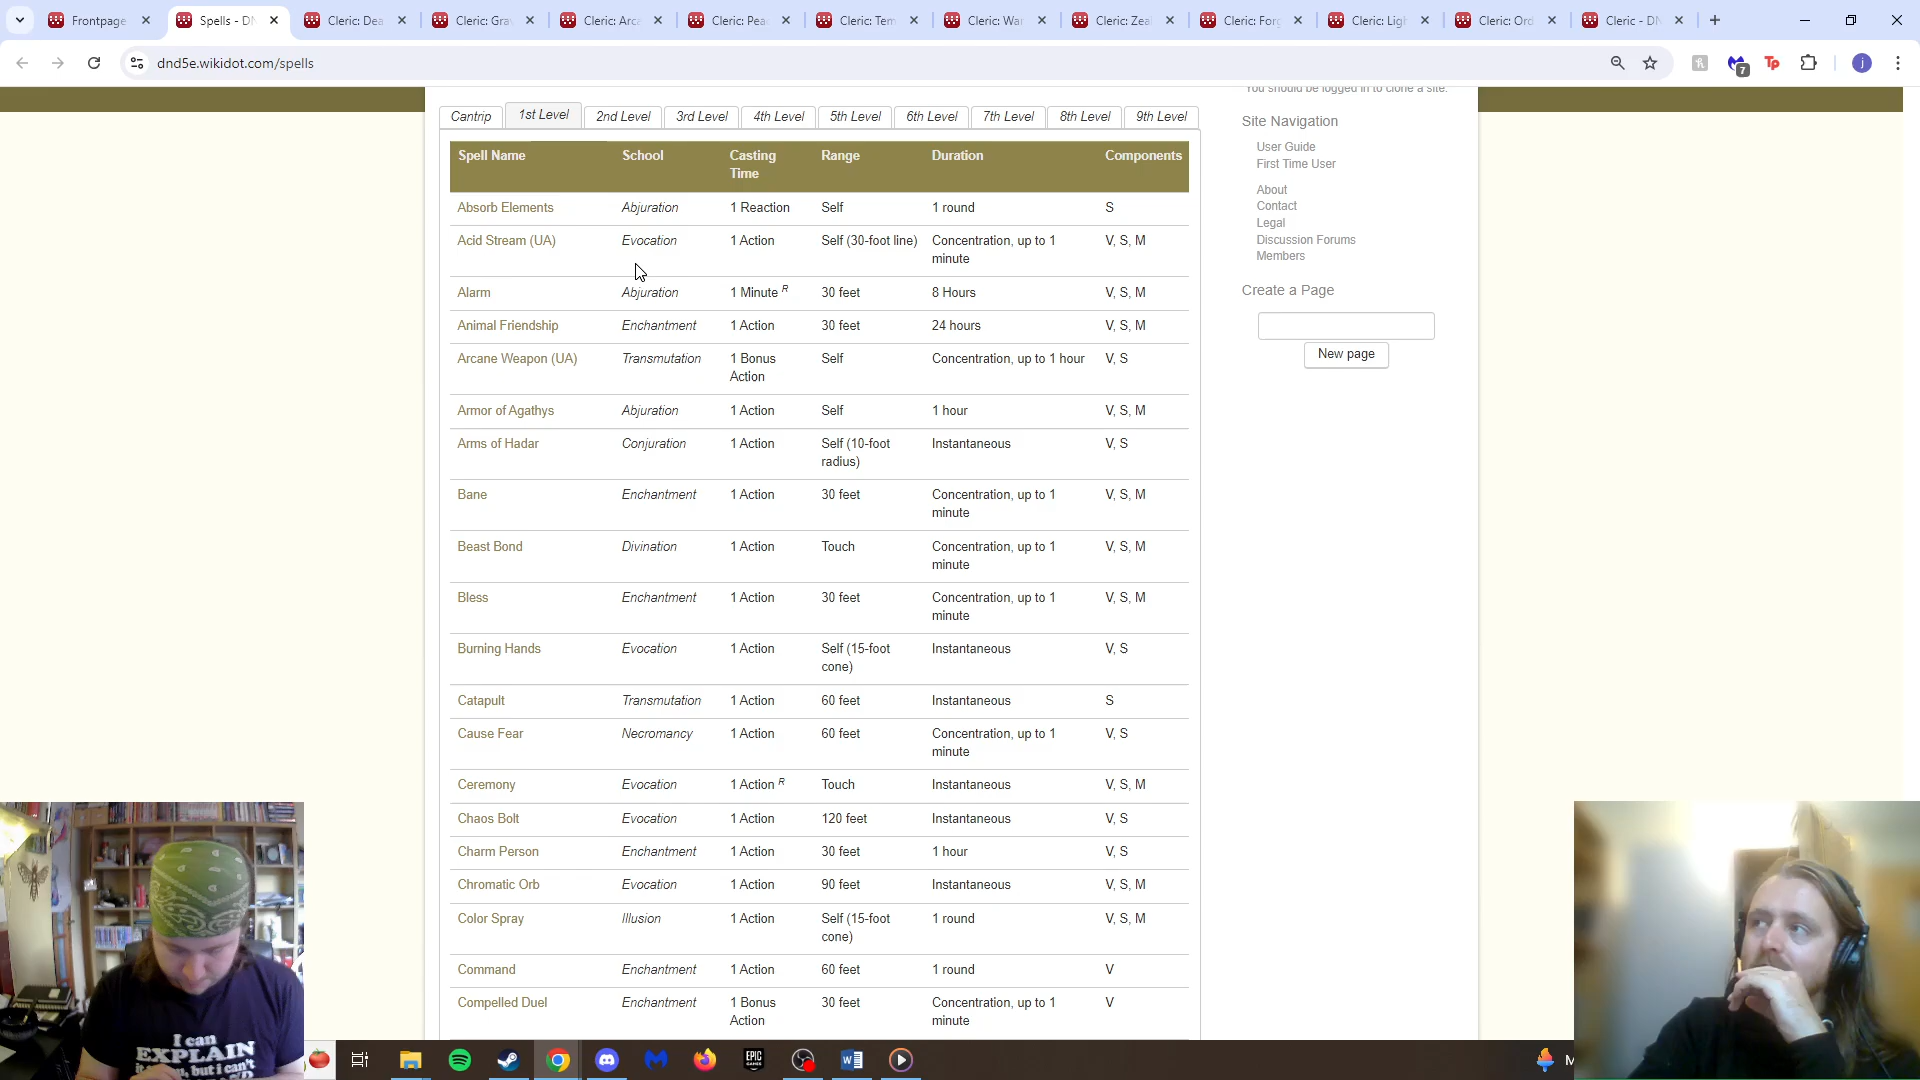 Frontpage
Spells - DN
Cleric: Dea
Cleric: Grav
Cleric: Arca
Cleric: Peac
Cleric: Tem
Cleric: War
Cleric: Zeal
Cleric: Forg
Cleric: Ligh
Cleric: Ord
Cleric - DN
dnd5e.wikidot.com/spells
7
j
You should be logged in to clone a site.
Cantrip 1st Level 2nd Level 3rd Level 4th Level 5th Level 6th Level 7th Level 8th Level 9th Level
Spell Name School Casting Time Range Duration Components
Absorb Elements Abjuration 1 Reaction Self 1 round S
Acid Stream (UA) Evocation 1 Action Self (30-foot line) Concentration, up to 1 minute V, S, M
Alarm Abjuration 1 Minute R 30 feet 8 Hours V, S, M
Animal Friendship Enchantment 1 Action 30 feet 24 hours V, S, M
Arcane Weapon (UA) Transmutation 1 Bonus Action Self Concentration, up to 1 hour V, S
Armor of Agathys Abjuration 1 Action Self 1 hour V, S, M
Arms of Hadar Conjuration 1 Action Self (10-foot radius) Instantaneous V, S
Bane Enchantment 1 Action 30 feet Concentration, up to 1 minute V, S, M
Beast Bond Divination 1 Action Touch Concentration, up to 1 minute V, S, M
Bless Enchantment 1 Action 30 feet Concentration, up to 1 minute V, S, M
Burning Hands Evocation 1 Action Self (15-foot cone) Instantaneous V, S
Catapult Transmutation 1 Action 60 feet Instantaneous S
Cause Fear Necromancy 1 Action 60 feet Concentration, up to 1 minute V, S
Ceremony Evocation 1 Action R Touch Instantaneous V, S, M
Chaos Bolt Evocation 1 Action 120 feet Instantaneous V, S
Charm Person Enchantment 1 Action 30 feet 1 hour V, S
Chromatic Orb Evocation 1 Action 90 feet Instantaneous V, S, M
Color Spray Illusion 1 Action Self (15-foot cone) 1 round V, S, M
Command Enchantment 1 Action 60 feet 1 round V
Compelled Duel Enchantment 1 Bonus Action 30 feet Concentration, up to 1 minute V
Site Navigation
User Guide
First Time User
About
Contact
Legal
Discussion Forums
Members
Create a Page
New page
I can
EXPLAIN
it to you, but i can't
EPIC
GAMES